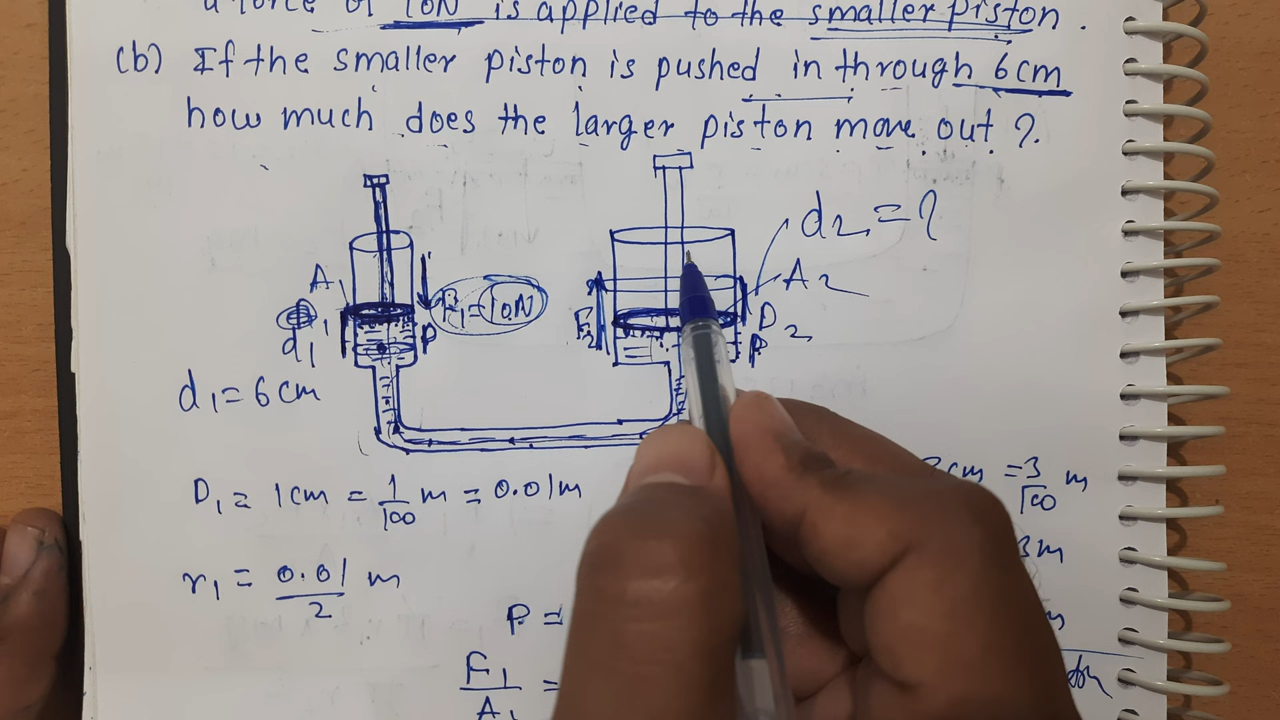 a force of 10N is applied to the smaller piston.
(b) If the smaller piston is pushed in through 6cm
how much does the larger piston move out ?
d2 = ?
A1
A2
F1 = 10N
P
F2
D2
P
d1
d1 = 6cm
D1 = 1cm = 1/100 m = 0.01m
cm = 3/100 m
3m
r1 = 0.01/2 m
P =
m
F1/A1 =